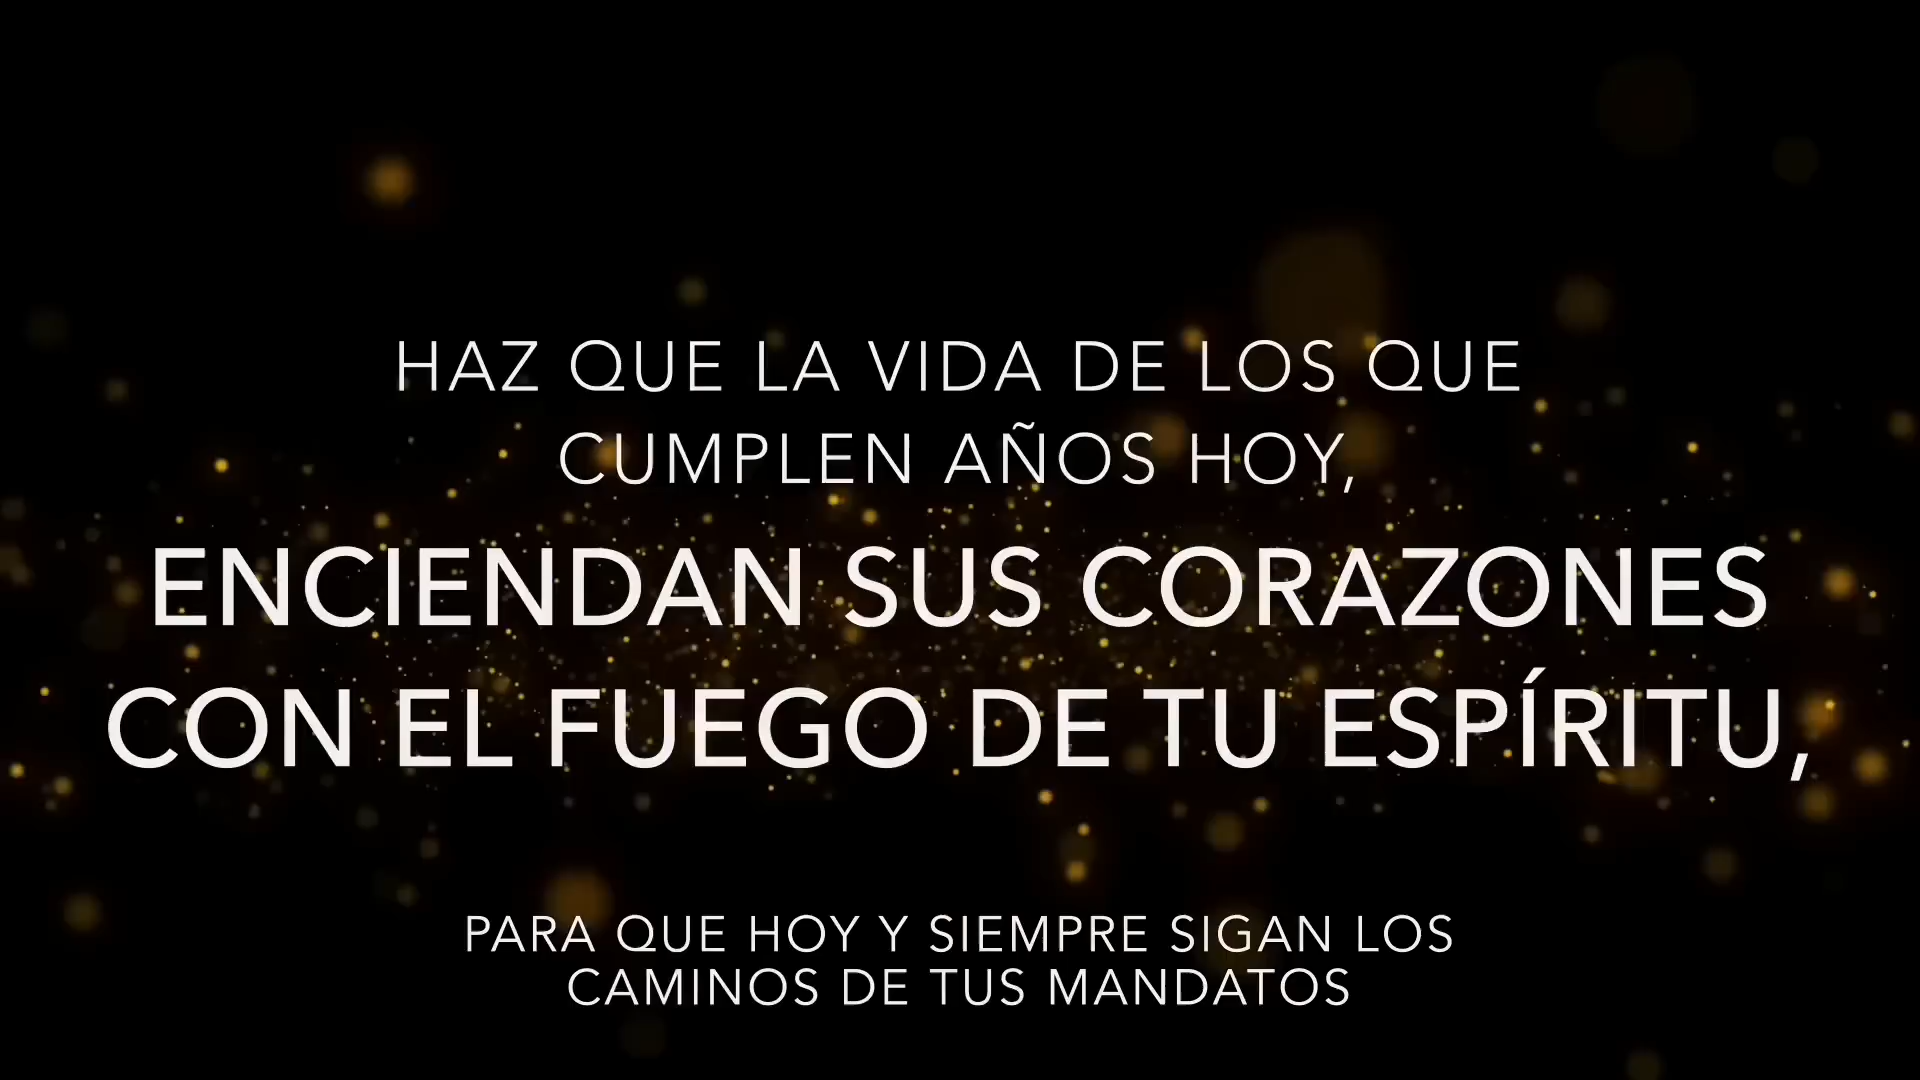 HAZ QUE LA VIDA DE LOS QUE
CUMPLEN AÑOS HOY,
ENCIENDAN SUS CORAZONES
CON EL FUEGO DE TU ESPÍRITU,
PARA QUE HOY Y SIEMPRE SIGAN LOS
CAMINOS DE TUS MANDATOS